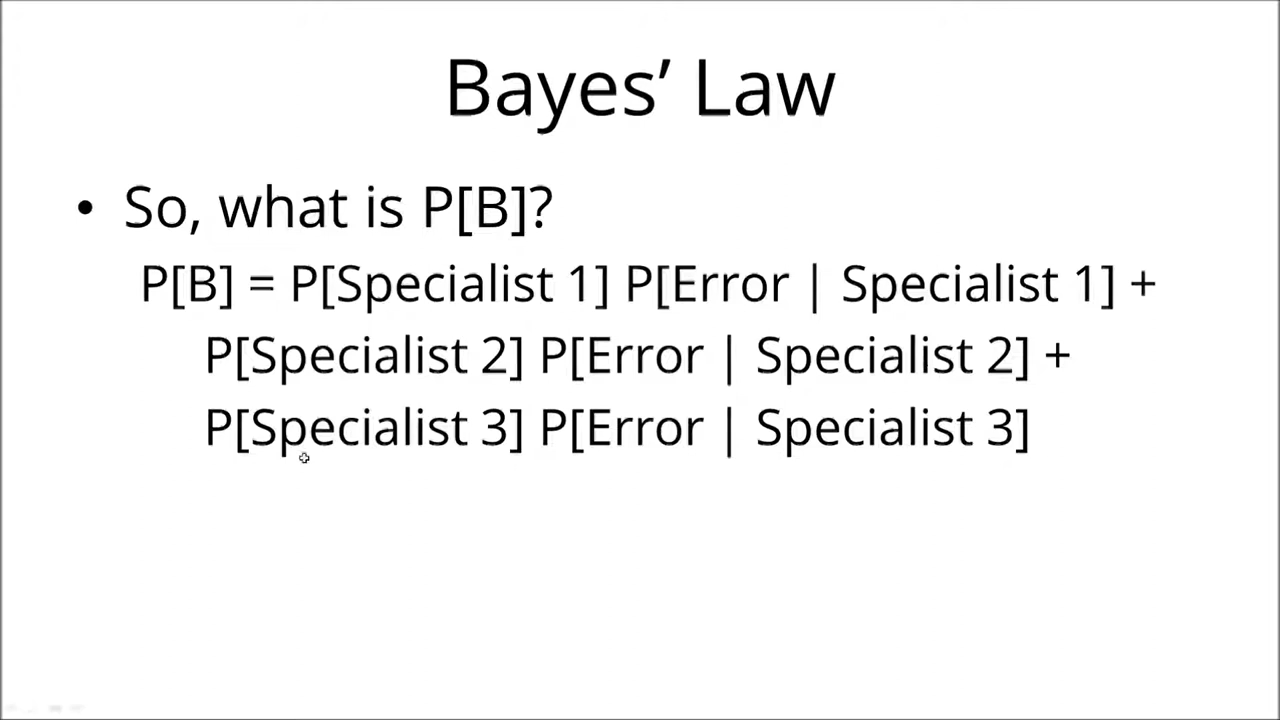 Bayes’ Law
• So, what is P[B]?
P[B] = P[Specialist 1] P[Error | Specialist 1] +
P[Specialist 2] P[Error | Specialist 2] +
P[Specialist 3] P[Error | Specialist 3]